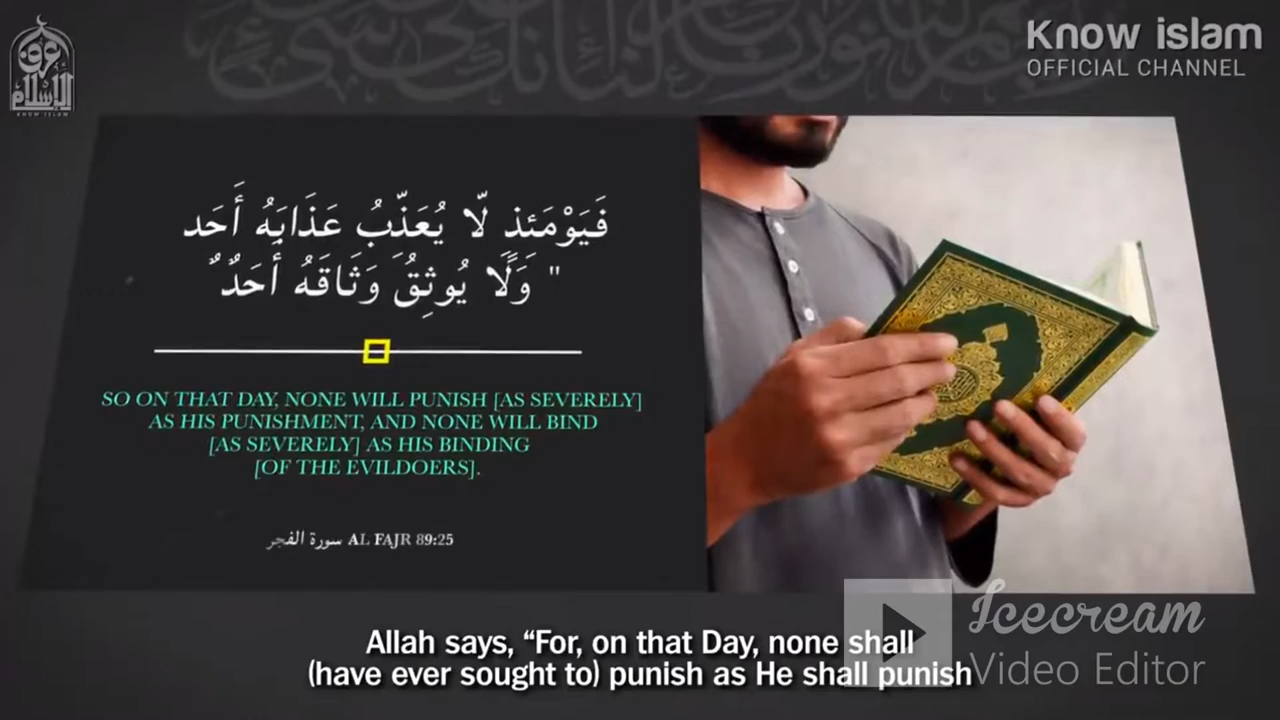 Know islam
OFFICIAL CHANNEL
KNOW ISLAM
فَيَوْمَئِذٍ لَّا يُعَذِّبُ عَذَابَهُ أَحَد
" وَلَا يُوثِقُ وَثَاقَهُ أَحَدٌ
SO ON THAT DAY, NONE WILL PUNISH [AS SEVERELY]
AS HIS PUNISHMENT, AND NONE WILL BIND
[AS SEVERELY] AS HIS BINDING
[OF THE EVILDOERS].
سورة الفجر AL FAJR 89:25
Allah says, “For, on that Day, none shall
(have ever sought to) punish as He shall punish
Icecream
Video Editor